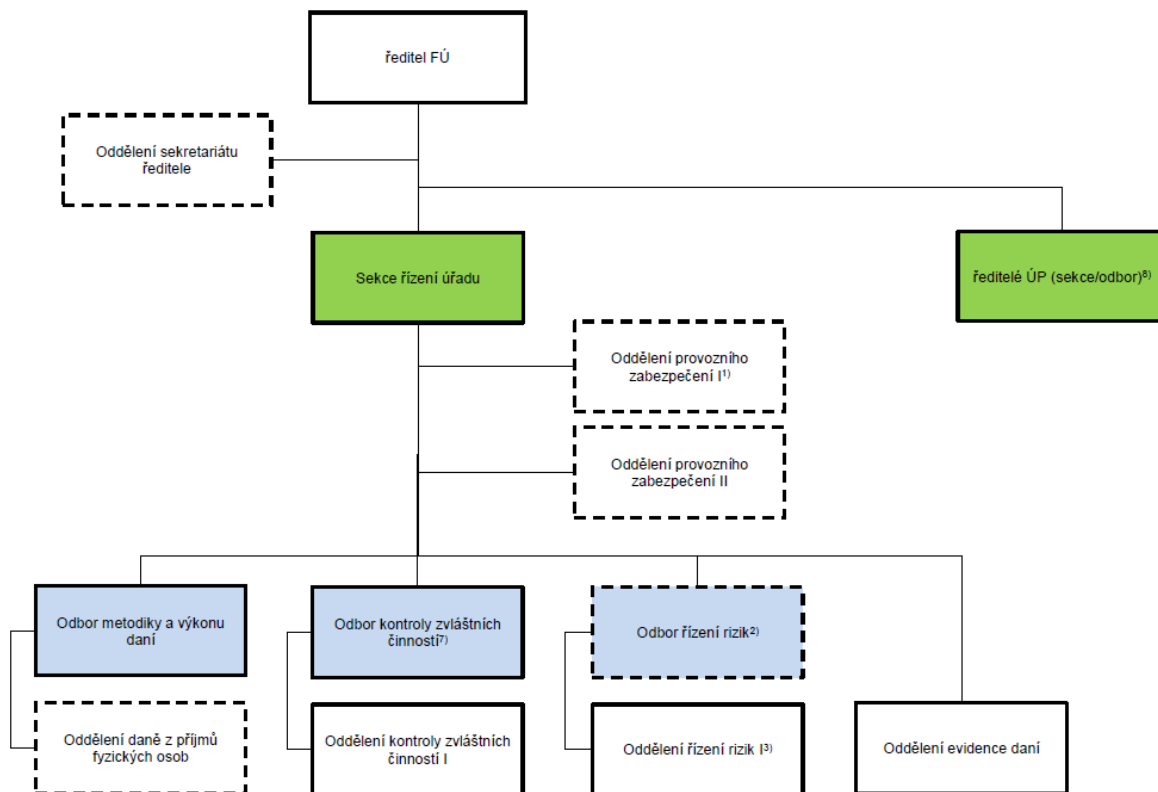 ředitel FÚ
Oddělení sekretariátu
ředitele
Sekce řízení úřadu
ředitelé ÚP (sekce/odbor)⁸⁾
Oddělení provozního
zabezpečení I¹⁾
Oddělení provozního
zabezpečení II
Odbor metodiky a výkonu
daní
Odbor kontroly zvláštních
činností⁷⁾
Odbor řízení rizik²⁾
Oddělení daně z příjmů
fyzických osob
Oddělení kontroly zvláštních
činností I
Oddělení řízení rizik I³⁾
Oddělení evidence daní